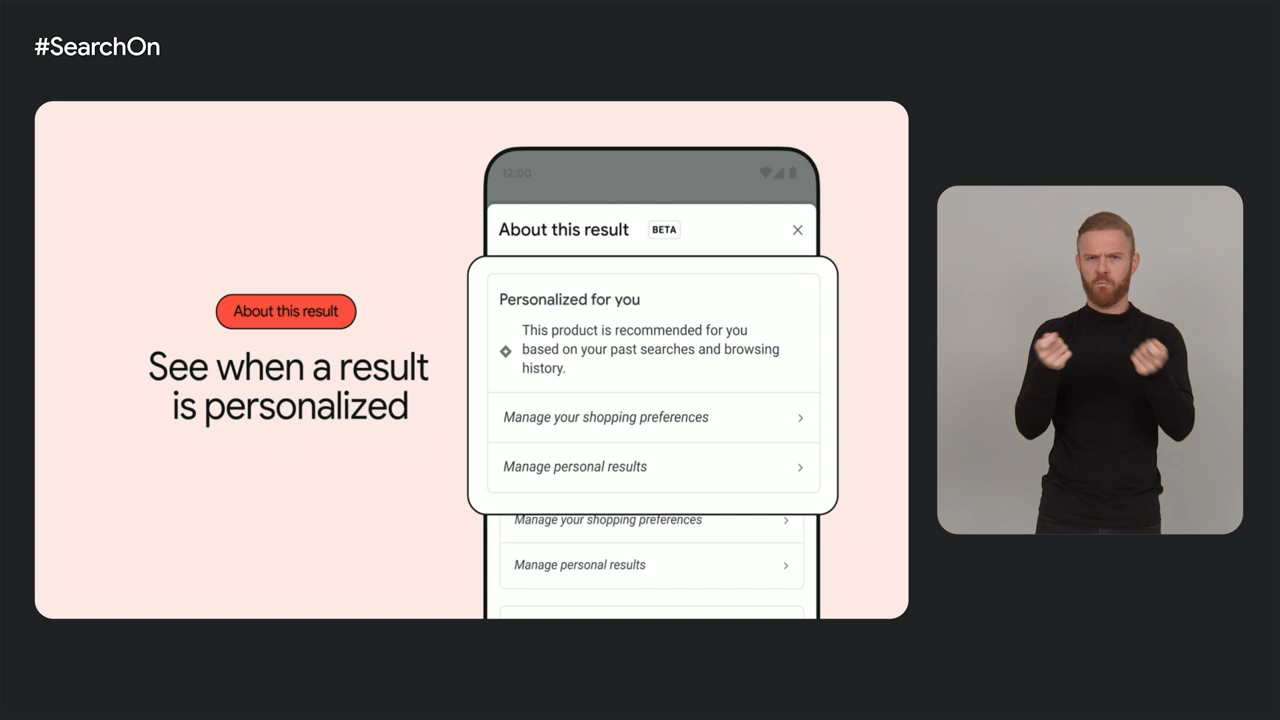 #SearchOn
About this result
See when a result
is personalized
12:00
About this result BETA
Personalized for you
This product is recommended for you
based on your past searches and browsing
history.
Manage your shopping preferences
Manage personal results
Manage your shopping preferences
Manage personal results